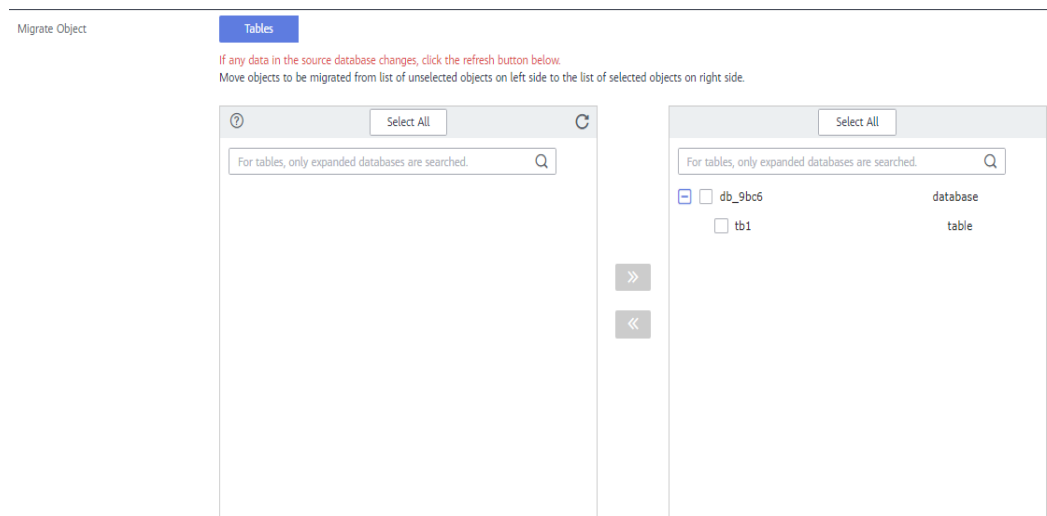 Migrate Object
Tables
If any data in the source database changes, click the refresh button below.
Move objects to be migrated from list of unselected objects on left side to the list of selected objects on right side.
Select All
Select All
For tables, only expanded databases are searched.
For tables, only expanded databases are searched.
db_9bc6 database
tb1 table